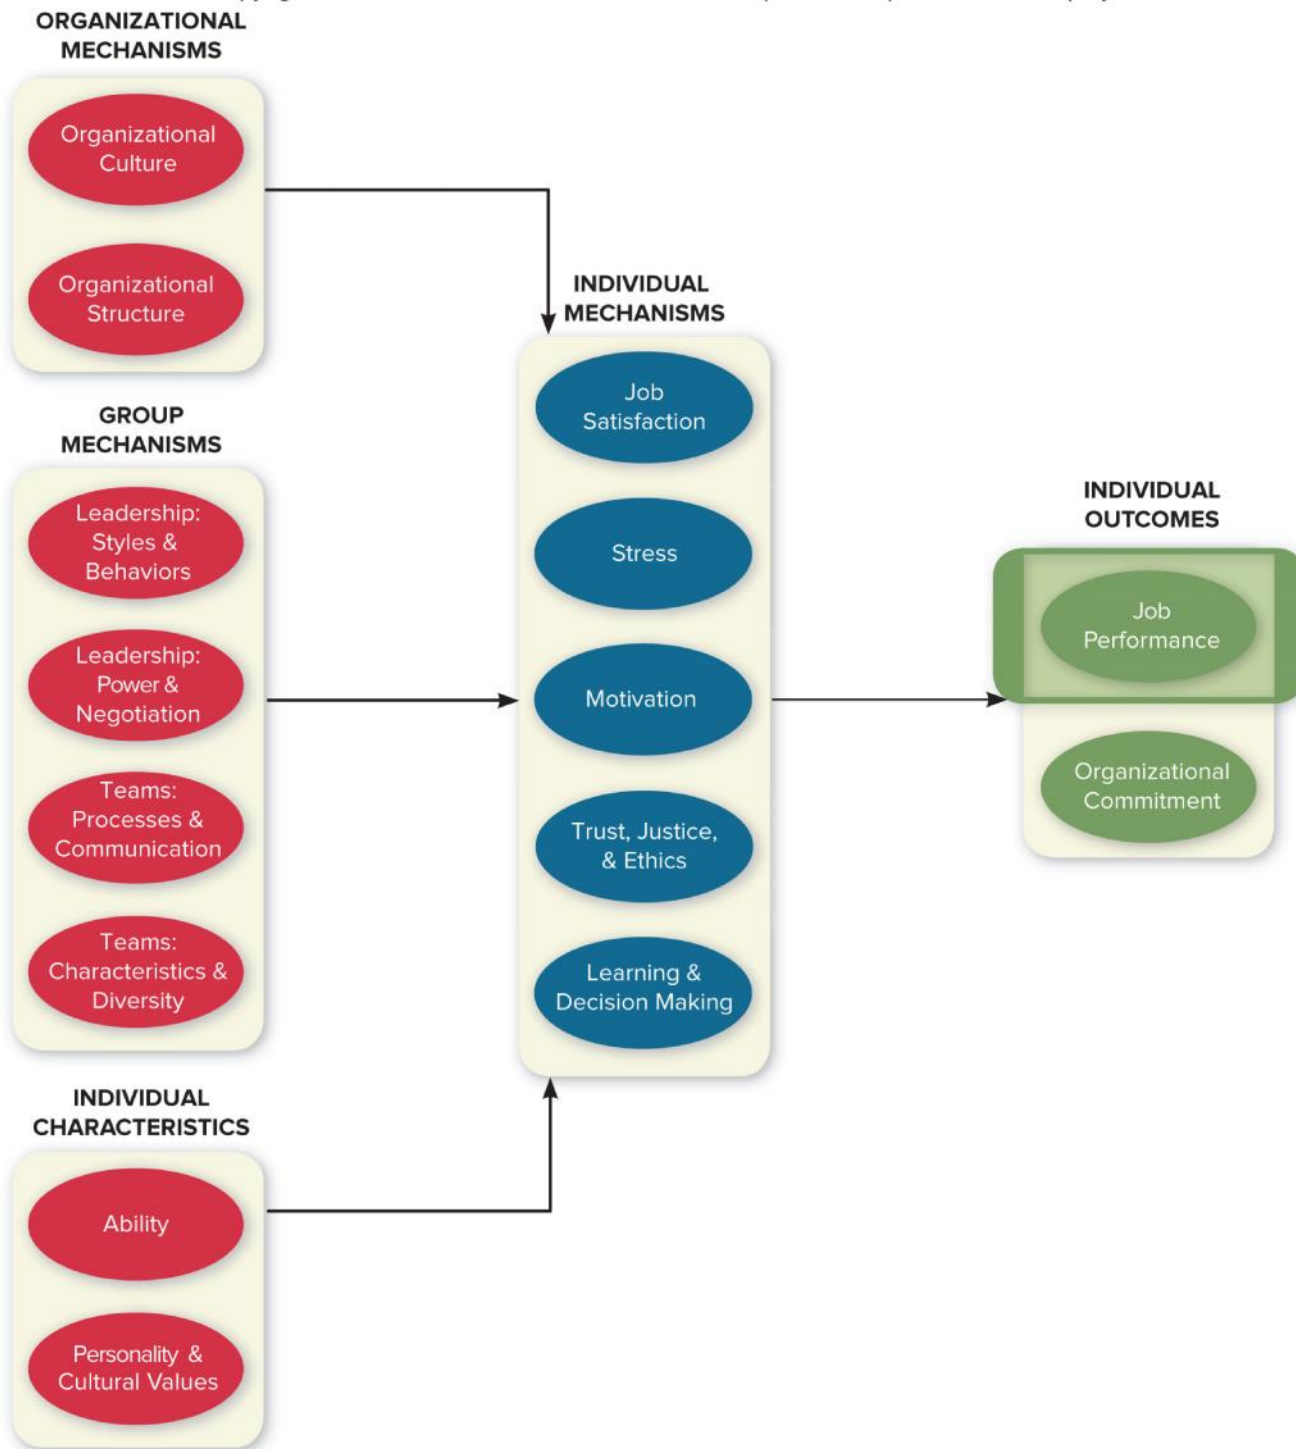 ORGANIZATIONAL
MECHANISMS
Organizational
Culture
Organizational
Structure
GROUP
MECHANISMS
Leadership:
Styles &
Behaviors
Leadership:
Power &
Negotiation
Teams:
Processes &
Communication
Teams:
Characteristics &
Diversity
INDIVIDUAL
CHARACTERISTICS
Ability
Personality &
Cultural Values
INDIVIDUAL
MECHANISMS
Job
Satisfaction
Stress
Motivation
Trust, Justice,
& Ethics
Learning &
Decision Making
INDIVIDUAL
OUTCOMES
Job
Performance
Organizational
Commitment